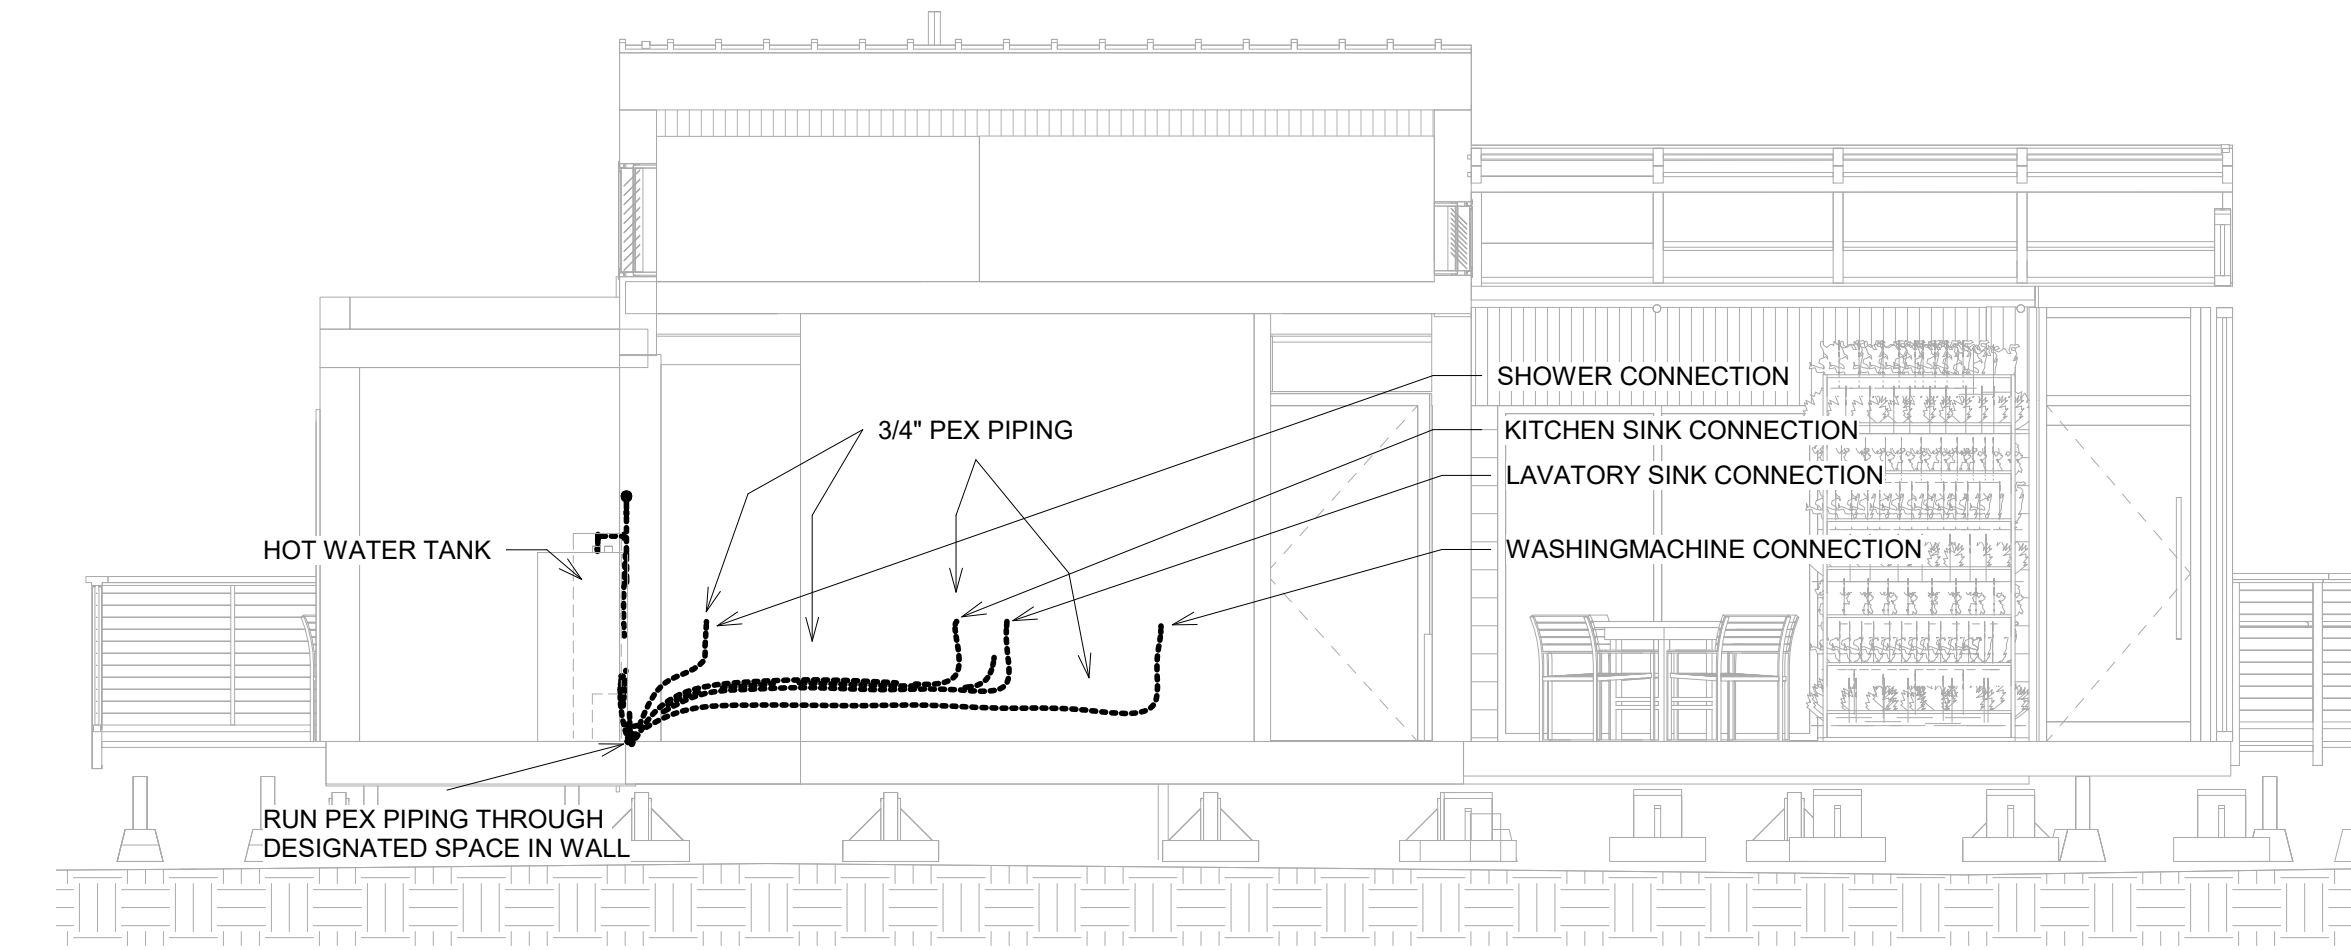 SHOWER CONNECTION
3/4" PEX PIPING
KITCHEN SINK CONNECTION
LAVATORY SINK CONNECTION
HOT WATER TANK
WASHINGMACHINE CONNECTION
RUN PEX PIPING THROUGH
DESIGNATED SPACE IN WALL